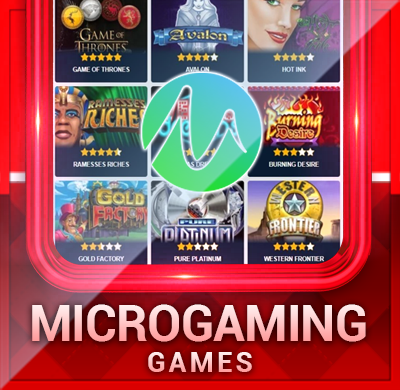 GAME OF
THRONES
Avalon
GAME OF THRONES
AVALON
HOT INK
RAMESSES
RICHES
Burning
Desire
RAMESSES RICHES
BURNING DESIRE
GOLD
FACTORY
PURE
PLATINUM
WESTERN
FRONTIER
GOLD FACTORY
PURE PLATINUM
WESTERN FRONTIER
MICROGAMING
GAMES